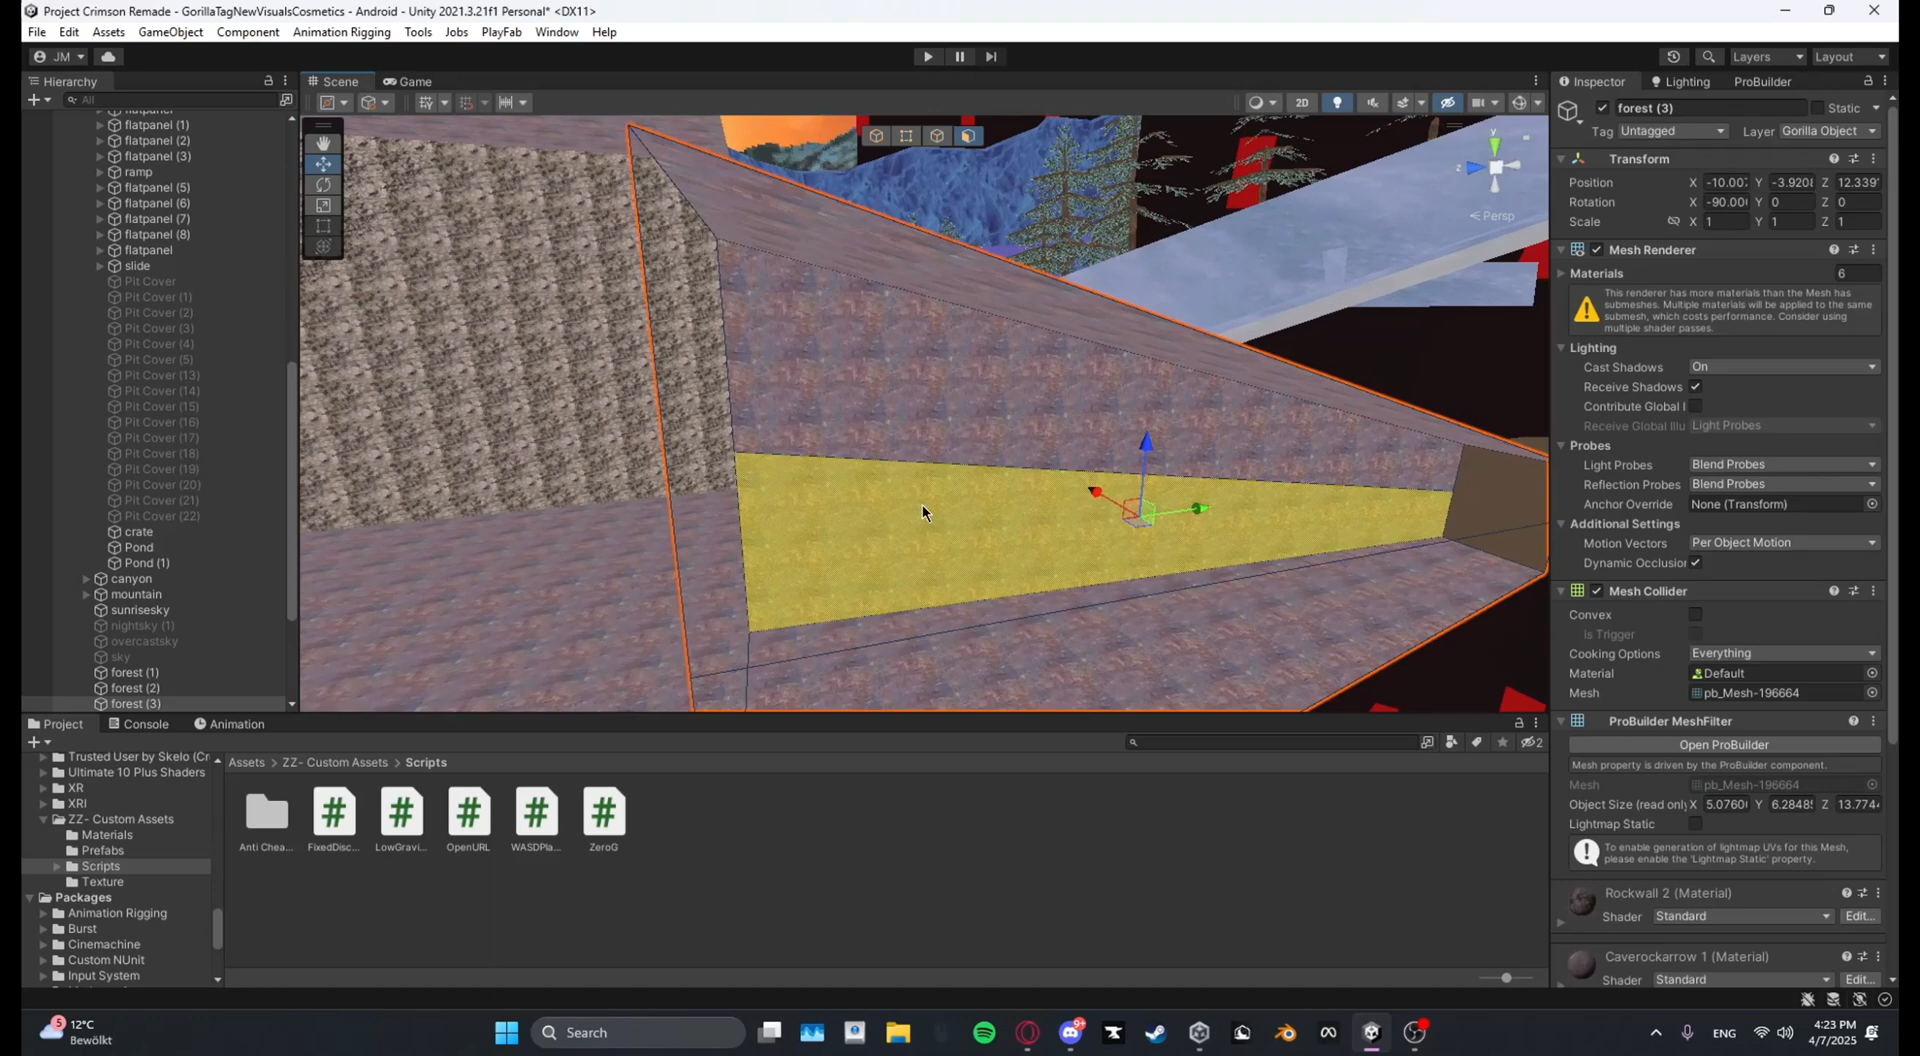 Project Crimson Remade - GorillaTagNewVisualsCosmetics - Android - Unity 2021.3.21f1 Personal* <DX11>
File Edit Assets GameObject Component Animation Rigging Tools Jobs PlayFab Window Help
JM
Layers
Layout
Hierarchy
All
flatpanel
flatpanel (1)
flatpanel (2)
flatpanel (3)
ramp
flatpanel (5)
flatpanel (6)
flatpanel (7)
flatpanel (8)
flatpanel
slide
Pit Cover
Pit Cover (1)
Pit Cover (2)
Pit Cover (3)
Pit Cover (4)
Pit Cover (5)
Pit Cover (13)
Pit Cover (14)
Pit Cover (15)
Pit Cover (16)
Pit Cover (17)
Pit Cover (18)
Pit Cover (19)
Pit Cover (20)
Pit Cover (21)
Pit Cover (22)
crate
Pond
Pond (1)
canyon
mountain
sunrisesky
nightsky (1)
overcastsky
sky
forest (1)
forest (2)
forest (3)
Scene Game
2D
y
z
Persp
Inspector Lighting ProBuilder
forest (3)
Static
Tag Untagged Layer Gorilla Object
Transform
Position X -10.00 Y -3.920 Z 12.339
Rotation X -90.00 Y 0 Z 0
Scale X 1 Y 1 Z 1
Mesh Renderer
Materials 6
This renderer has more materials than the Mesh has
submeshes. Multiple materials will be applied to the same
submesh, which costs performance. Consider using
multiple shader passes.
Lighting
Cast Shadows On
Receive Shadows
Contribute Global I
Receive Global Illu Light Probes
Probes
Light Probes Blend Probes
Reflection Probes Blend Probes
Anchor Override None (Transform)
Additional Settings
Motion Vectors Per Object Motion
Dynamic Occlusion
Mesh Collider
Convex
Is Trigger
Cooking Options Everything
Material Default
Mesh pb_Mesh-196664
ProBuilder MeshFilter
Open ProBuilder
Mesh property is driven by the ProBuilder component.
Mesh pb_Mesh-196664
Object Size (read only X 5.0760 Y 6.2848 Z 13.774
Lightmap Static
To enable generation of lightmap UVs for this Mesh,
please enable the 'Lightmap Static' property.
Rockwall 2 (Material)
Shader Standard Edit...
Caverockarrow 1 (Material)
Shader Standard Edit...
Project Console Animation
2
Trusted User by Skelo (Cr
Ultimate 10 Plus Shaders
XR
XRI
ZZ- Custom Assets
Materials
Prefabs
Scripts
Texture
Packages
Animation Rigging
Burst
Cinemachine
Custom NUnit
Input System
Assets > ZZ- Custom Assets > Scripts
Anti Chea... FixedDisc... LowGravi... OpenURL WASDPla... ZeroG
5
12°C
Bewölkt
Search
9+
ENG
4:23 PM
4/7/2025